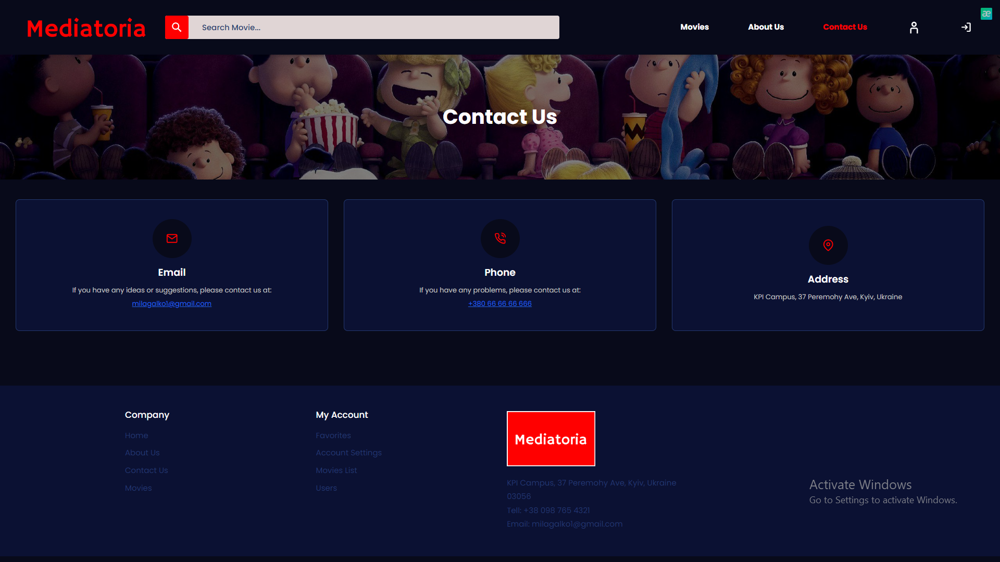 Mediatoria
Search Movie...
Movies
About Us
Contact Us
æ
Contact Us
Email
If you have any ideas or suggestions, please contact us at:
milagalko1@gmail.com
Phone
If you have any problems, please contact us at:
+380 66 66 66 666
Address
KPI Campus, 37 Peremohy Ave, Kyiv, Ukraine
Company
Home
About Us
Contact Us
Movies
My Account
Favorites
Account Settings
Movies List
Users
Mediatoria
KPI Campus, 37 Peremohy Ave, Kyiv, Ukraine
03056
Tell: +38 098 765 4321
Email: milagalko1@gmail.com
Activate Windows
Go to Settings to activate Windows.